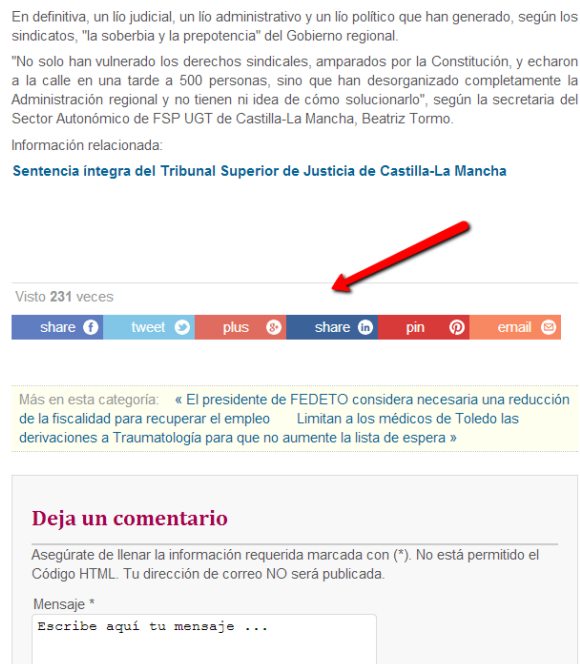 En definitiva, un lío judicial, un lío administrativo y un lío político que han generado, según los
sindicatos, "la soberbia y la prepotencia" del Gobierno regional.
"No solo han vulnerado los derechos sindicales, amparados por la Constitución, y echaron
a la calle en una tarde a 500 personas, sino que han desorganizado completamente la
Administración regional y no tienen ni idea de cómo solucionarlo", según la secretaria del
Sector Autonómico de FSP UGT de Castilla-La Mancha, Beatriz Tormo.
Información relacionada:
Sentencia íntegra del Tribunal Superior de Justicia de Castilla-La Mancha
Visto 231 veces
share tweet plus share in pin email
Más en esta categoría: « El presidente de FEDETO considera necesaria una reducción
de la fiscalidad para recuperar el empleo Limitan a los médicos de Toledo las
derivaciones a Traumatología para que no aumente la lista de espera »
Deja un comentario
Asegúrate de llenar la información requerida marcada con (*). No está permitido el
Código HTML. Tu dirección de correo NO será publicada.
Mensaje *
Escribe aquí tu mensaje ...